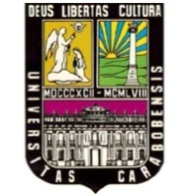 DEUS LIBERTAS CULTURA
MDCCCXCII - MCMLVIII
UNIVERSITAS CARABOBENSIS